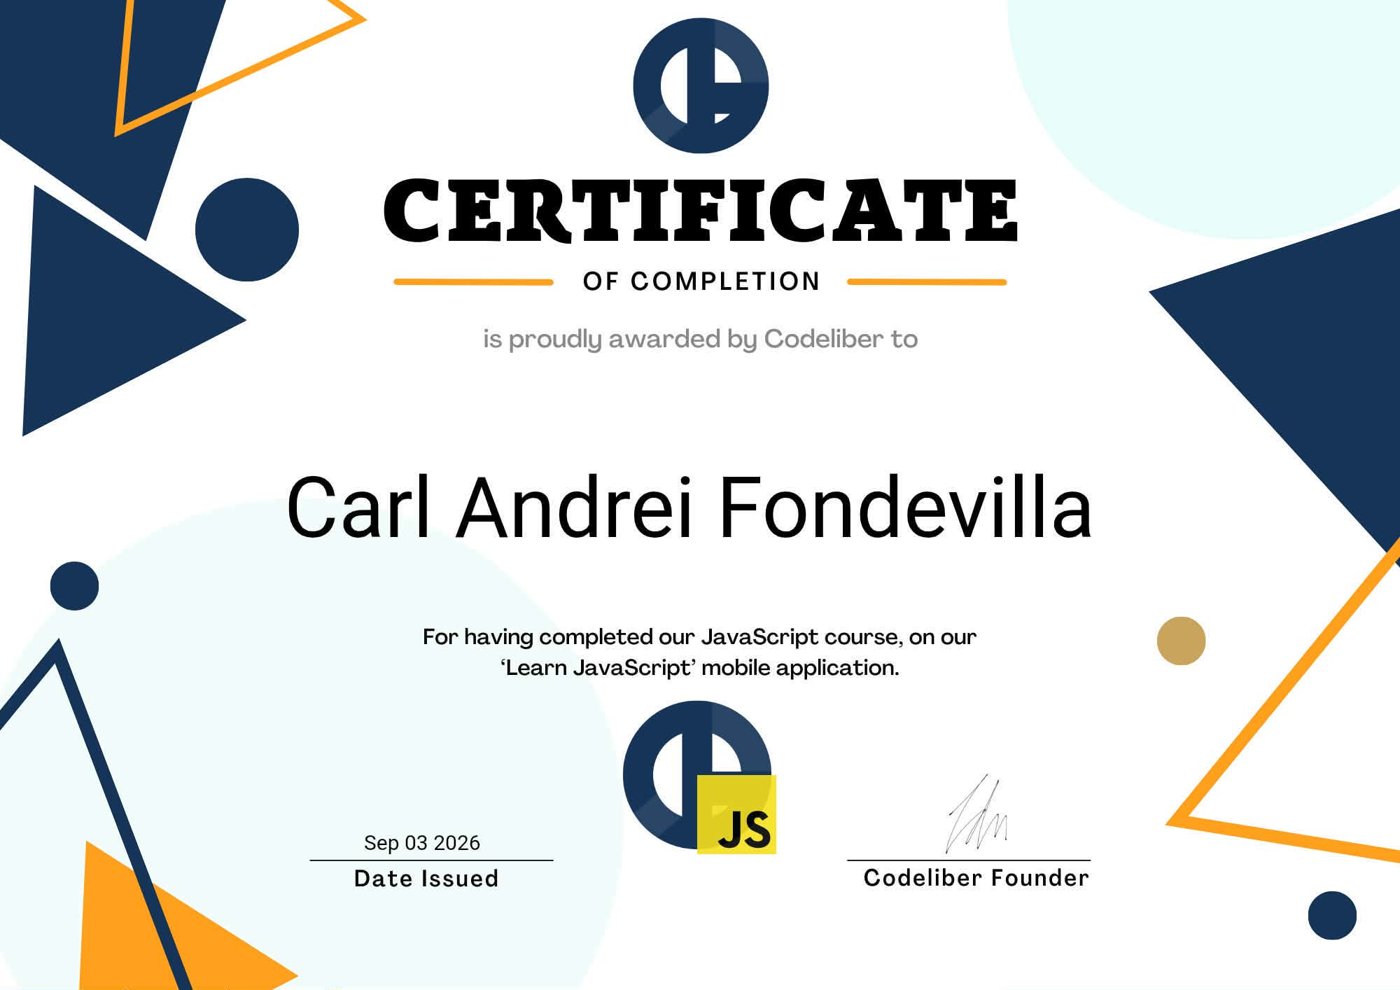 CERTIFICATE
OF COMPLETION
is proudly awarded by Codeliber to
Carl Andrei Fondevilla
For having completed our JavaScript course, on our
‘Learn JavaScript’ mobile application.
JS
Sep 03 2026
Date Issued
Codeliber Founder